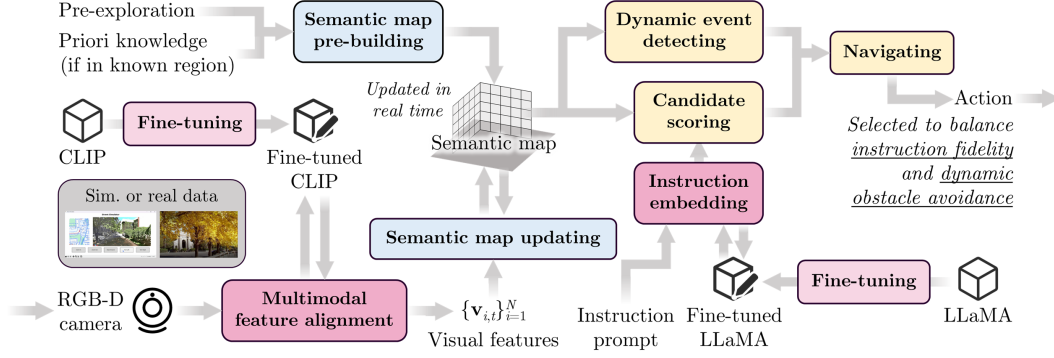 Pre-exploration
Priori knowledge
(if in known region)
Semantic map
pre-building
Dynamic event
detecting
Navigating
Updated in
real time
Semantic map
Candidate
scoring
Action
Selected to balance
instruction fidelity
and dynamic
obstacle avoidance
CLIP
Fine-tuning
Fine-tuned
CLIP
Sim. or real data
Instruction
embedding
Semantic map updating
RGB-D
camera
Multimodal
feature alignment
{v_{i,t}}_{i=1}^{N}
Visual features
Instruction
prompt
Fine-tuned
LLaMA
Fine-tuning
LLaMA